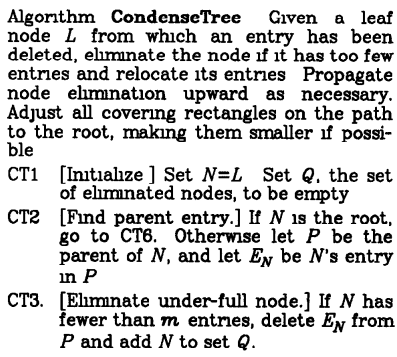 Algorithm CondenseTree Given a leaf
node L from which an entry has been
deleted, eliminate the node if it has too few
entries and relocate its entries Propagate
node elimination upward as necessary.
Adjust all covering rectangles on the path
to the root, making them smaller if possi-
ble
CT1 [Initialize ] Set N=L Set Q, the set
of eliminated nodes, to be empty
CT2 [Find parent entry.] If N is the root,
go to CT6. Otherwise let P be the
parent of N, and let E_N be N's entry
in P
CT3. [Eliminate under-full node.] If N has
fewer than m entries, delete E_N from
P and add N to set Q.